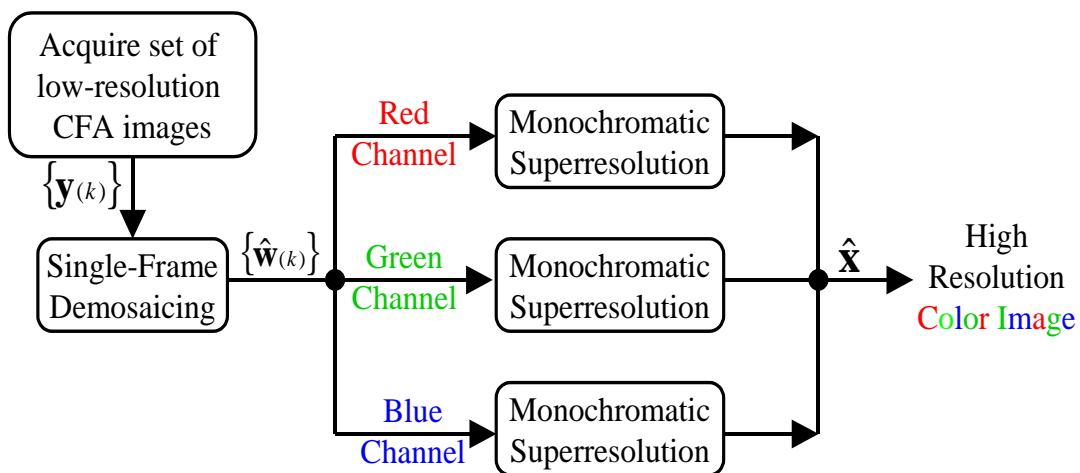 Acquire set of
low-resolution
CFA images
{y(k)}
Single-Frame
Demosaicing
{ŵ(k)}
Red
Channel
Monochromatic
Superresolution
Green
Channel
Monochromatic
Superresolution
Blue
Channel
Monochromatic
Superresolution
x̂
High
Resolution
Color Image